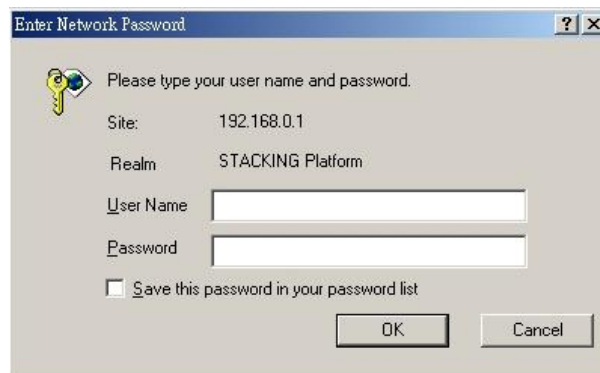 Enter Network Password
? X
Please type your user name and password.
Site: 192.168.0.1
Realm STACKING Platform
User Name
Password
Save this password in your password list
OK Cancel